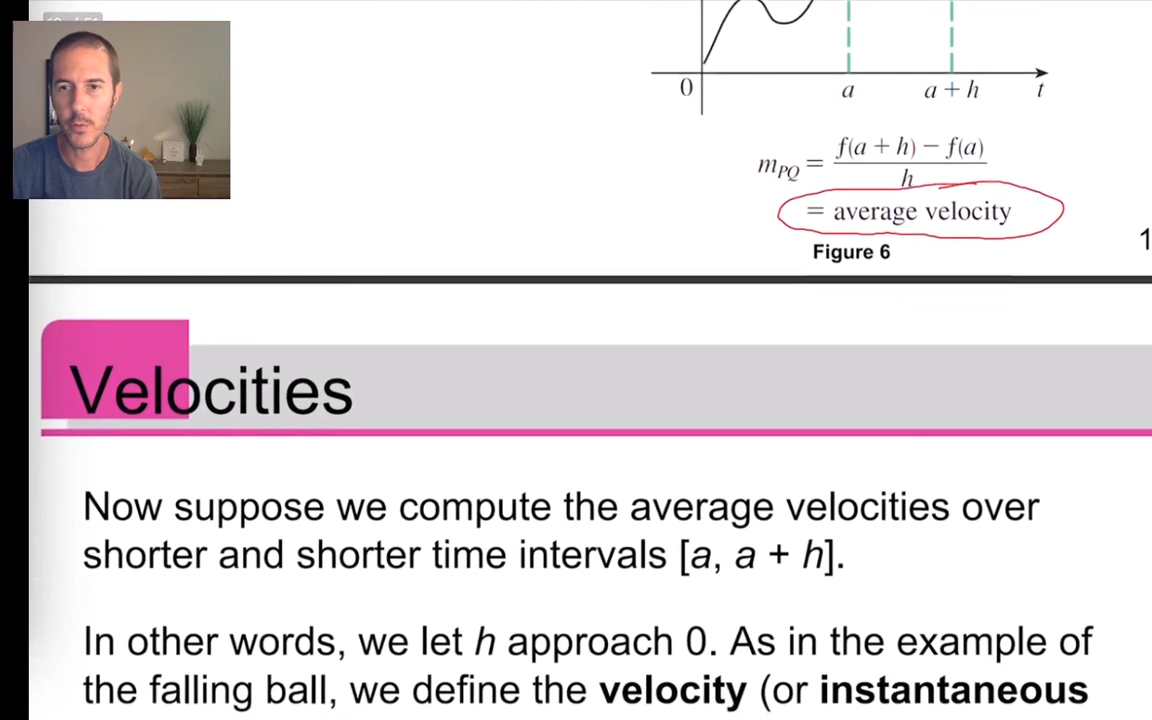 0 a a + h t
m_PQ = f(a + h) − f(a)
h
= average velocity
Figure 6
1
Velocities
Now suppose we compute the average velocities over
shorter and shorter time intervals [a, a + h].
In other words, we let h approach 0. As in the example of
the falling ball, we define the velocity (or instantaneous